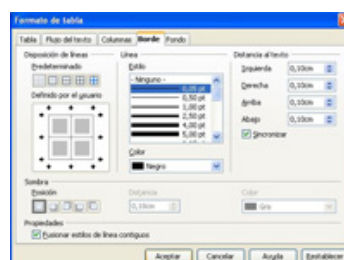 Formato de tabla
Tabla Flujo del texto Columnas Borde Fondo
Disposición de líneas Línea Distancia al texto
Predeterminado Estilo Izquierda 0,10cm
- Ninguno -
0,05 pt
Derecha 0,10cm
0,50 pt
Definido por el usuario 1,00 pt
Arriba 0,10cm
2,50 pt
4,00 pt
Abajo 0,10cm
5,00 pt
Sincronizar
Color
Negro
Sombra
Posición Distancia Color
0,18cm Gris
Propiedades
Fusionar estilos de línea contiguos
Aceptar Cancelar Ayuda Restablecer